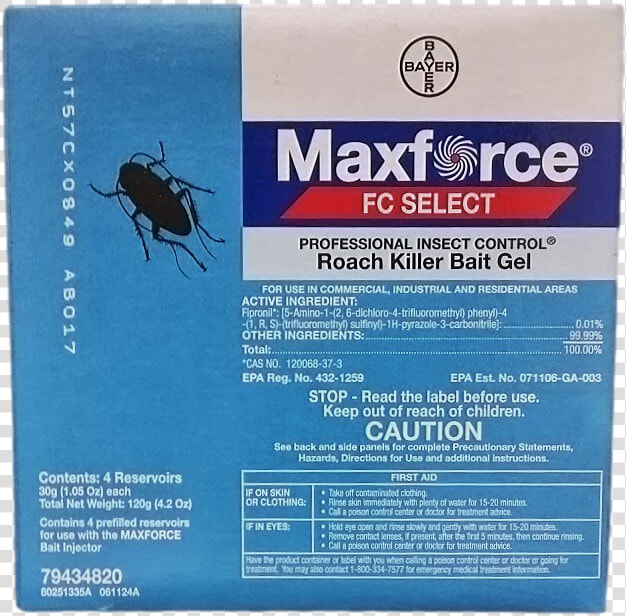 BAYER
BAYER
NT57CX0849 AB017
Maxforce®
FC SELECT
PROFESSIONAL INSECT CONTROL®
Roach Killer Bait Gel
FOR USE IN COMMERCIAL, INDUSTRIAL AND RESIDENTIAL AREAS
ACTIVE INGREDIENT:
Fipronil*: [5-Amino-1-(2, 6-dichloro-4-trifluoromethyl) phenyl)-4
-(1, R, S)-(trifluoromethyl) sulfinyl)-1H-pyrazole-3-carbonitrile]: 0.01%
OTHER INGREDIENTS: 99.99%
Total: 100.00%
*CAS NO. 120068-37-3
EPA Reg. No. 432-1259 EPA Est. No. 071106-GA-003
STOP - Read the label before use.
Keep out of reach of children.
CAUTION
See back and side panels for complete Precautionary Statements,
Hazards, Directions for Use and additional instructions.
FIRST AID
IF ON SKIN OR CLOTHING:
• Take off contaminated clothing.
• Rinse skin immediately with plenty of water for 15-20 minutes.
• Call a poison control center or doctor for treatment advice.
IF IN EYES:
• Hold eye open and rinse slowly and gently with water for 15-20 minutes.
• Remove contact lenses, if present, after the first 5 minutes, then continue rinsing.
• Call a poison control center or doctor for treatment advice.
Have the product container or label with you when calling a poison control center or doctor or going for
treatment. You may also contact 1-800-334-7577 for emergency medical treatment information.
Contents: 4 Reservoirs
30g (1.05 Oz) each
Total Net Weight: 120g (4.2 Oz)
Contains 4 prefilled reservoirs
for use with the MAXFORCE
Bait Injector
79434820
80251335A 061124A